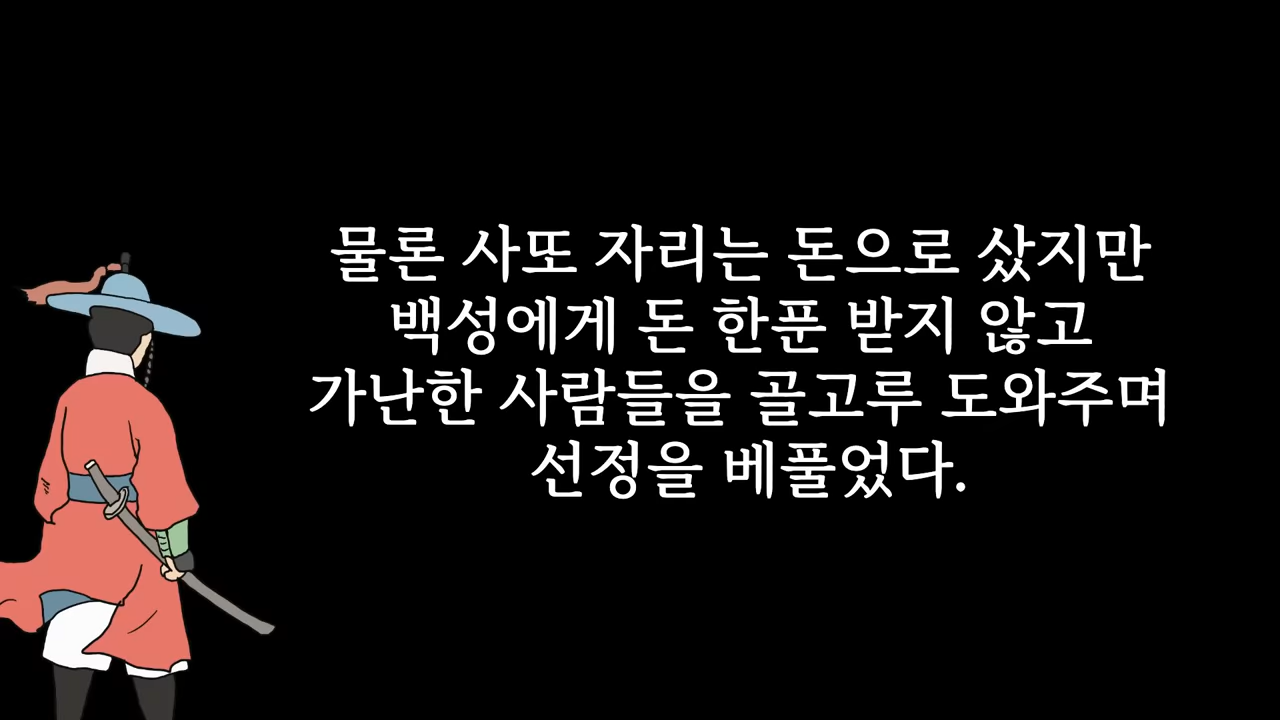 물론 사또 자리는 돈으로 샀지만
백성에게 돈 한푼 받지 않고
가난한 사람들을 골고루 도와주며
선정을 베풀었다.